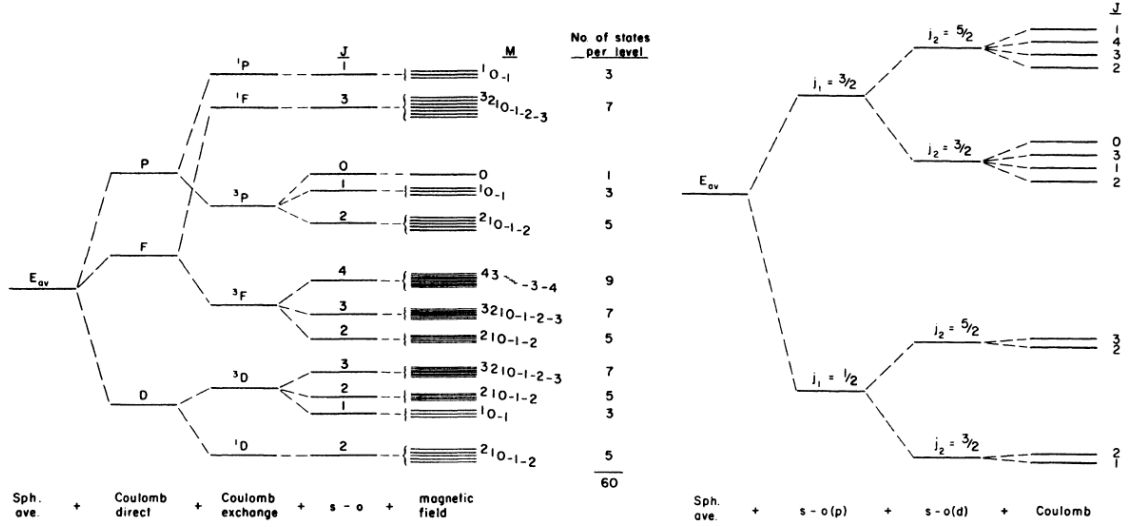 No. of states
J M per level
¹P 1 1 0 -1 3
¹F 3 3 2 1 0 -1 -2 -3 7
P 0 0 1
³P 1 1 0 -1 3
2 2 1 0 -1 -2 5
F
E_av
4 4 3 -3 -4 9
³F 3 3 2 1 0 -1 -2 -3 7
2 2 1 0 -1 -2 5
3 3 2 1 0 -1 -2 -3 7
³D 2 2 1 0 -1 -2 5
D 1 1 0 -1 3
¹D 2 2 1 0 -1 -2 5
60
Sph. ave. + Coulomb direct + Coulomb exchange + s - o + magnetic field
J
j₂ = 5/2 1
4
3
2
j₁ = 3/2
j₂ = 3/2 0
3
1
2
E_av
j₂ = 5/2 3
2
j₁ = 1/2
j₂ = 3/2 2
1
Sph. ave. + s - o(p) + s - o(d) + Coulomb